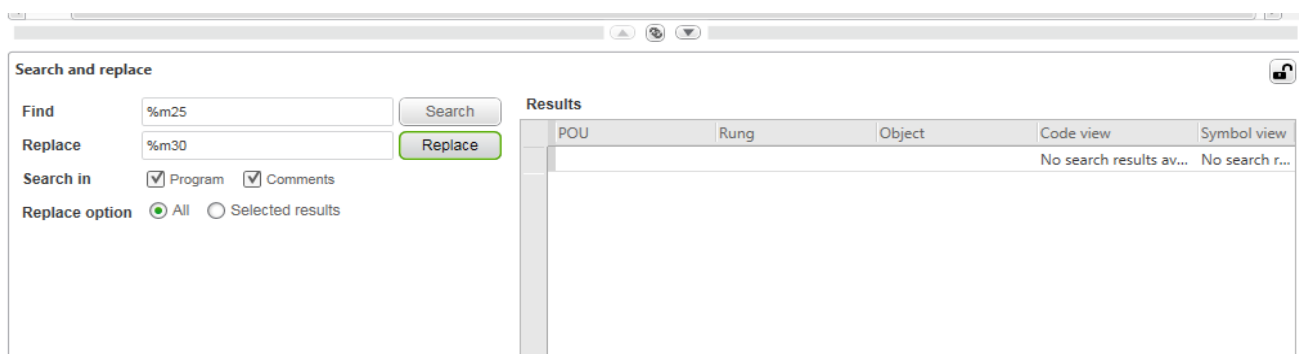 Search and replace
Find %m25 Search
Replace %m30 Replace
Search in Program Comments
Replace option All Selected results
Results
POU Rung Object Code view Symbol view
No search results av... No search r...